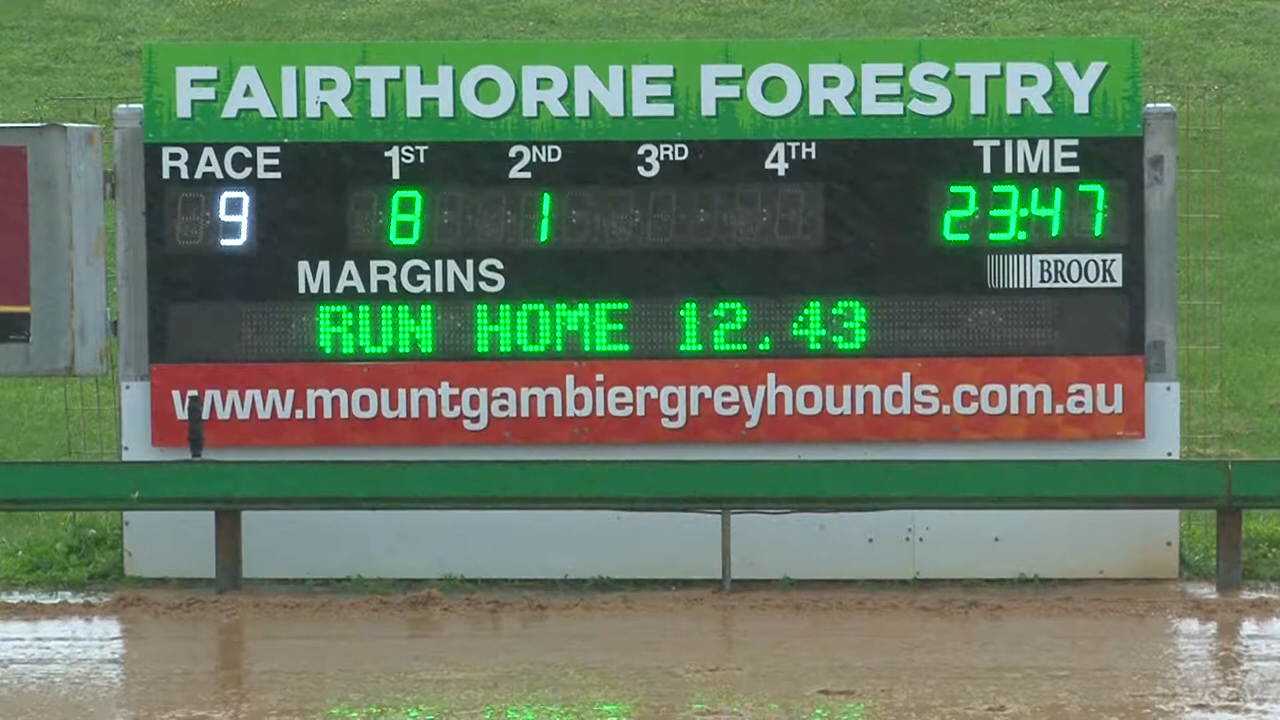 FAIRTHORNE FORESTRY
RACE 1ST 2ND 3RD 4TH TIME
9 8 1 23:47
MARGINS BROOK
RUN HOME 12.43
www.mountgambiergreyhounds.com.au